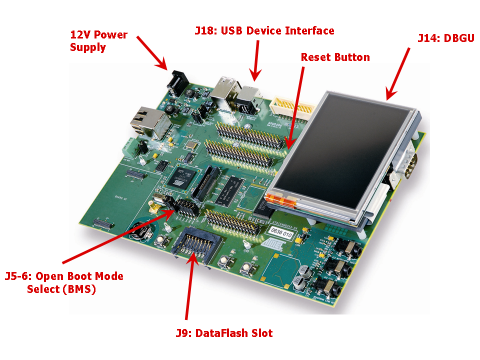 12V Power
Supply
J18: USB Device Interface
J14: DBGU
Reset Button
J5-6: Open Boot Mode
Select (BMS)
J9: DataFlash Slot